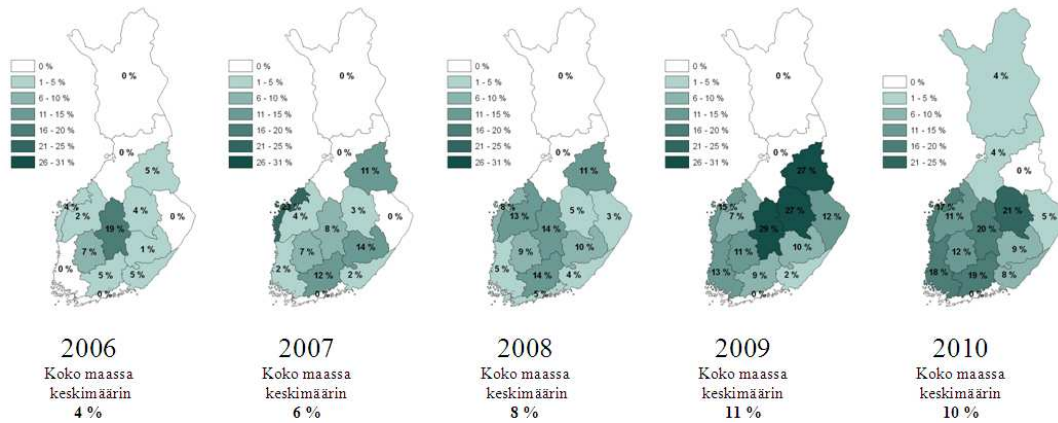 0 %
1 - 5 %
6 - 10 %
11 - 15 %
16 - 20 %
21 - 25 %
26 - 31 %
0 %
0 %
5 %
4 %
2 %
4 %
0 %
19 %
7 %
1 %
0 %
5 %
5 %
0 %
2006
Koko maassa
keskimäärin
4 %
0 %
1 - 5 %
6 - 10 %
11 - 15 %
16 - 20 %
21 - 25 %
26 - 31 %
0 %
0 %
11 %
4 %
3 %
0 %
8 %
7 %
14 %
2 %
12 %
2 %
0 %
2007
Koko maassa
keskimäärin
6 %
0 %
1 - 5 %
6 - 10 %
11 - 15 %
16 - 20 %
21 - 25 %
26 - 31 %
0 %
0 %
11 %
8 %
13 %
5 %
3 %
14 %
9 %
10 %
5 %
14 %
4 %
5 %
2008
Koko maassa
keskimäärin
8 %
0 %
1 - 5 %
6 - 10 %
11 - 15 %
16 - 20 %
21 - 25 %
26 - 31 %
0 %
0 %
27 %
15 %
7 %
27 %
12 %
29 %
11 %
10 %
13 %
9 %
2 %
0 %
2009
Koko maassa
keskimäärin
11 %
0 %
1 - 5 %
6 - 10 %
11 - 15 %
16 - 20 %
21 - 25 %
4 %
4 %
0 %
11 %
21 %
5 %
20 %
12 %
9 %
18 %
19 %
8 %
0 %
2010
Koko maassa
keskimäärin
10 %